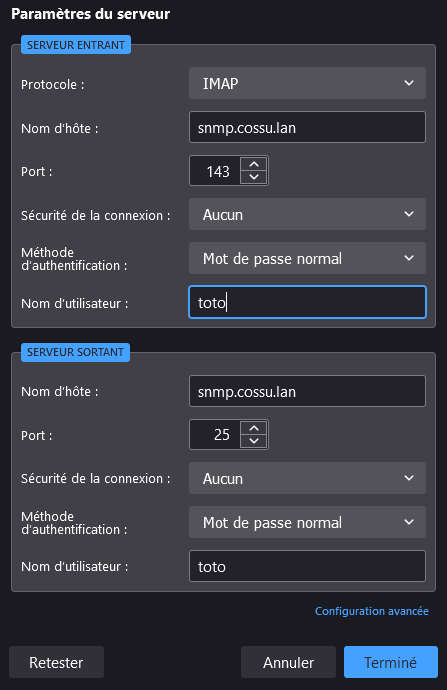 Paramètres du serveur
SERVEUR ENTRANT
Protocole :
IMAP
Nom d'hôte :
snmp.cossu.lan
Port :
143
Sécurité de la connexion :
Aucun
Méthode
d'authentification :
Mot de passe normal
Nom d'utilisateur :
toto
SERVEUR SORTANT
Nom d'hôte :
snmp.cossu.lan
Port :
25
Sécurité de la connexion :
Aucun
Méthode
d'authentification :
Mot de passe normal
Nom d'utilisateur :
toto
Configuration avancée
Retester
Annuler
Terminé